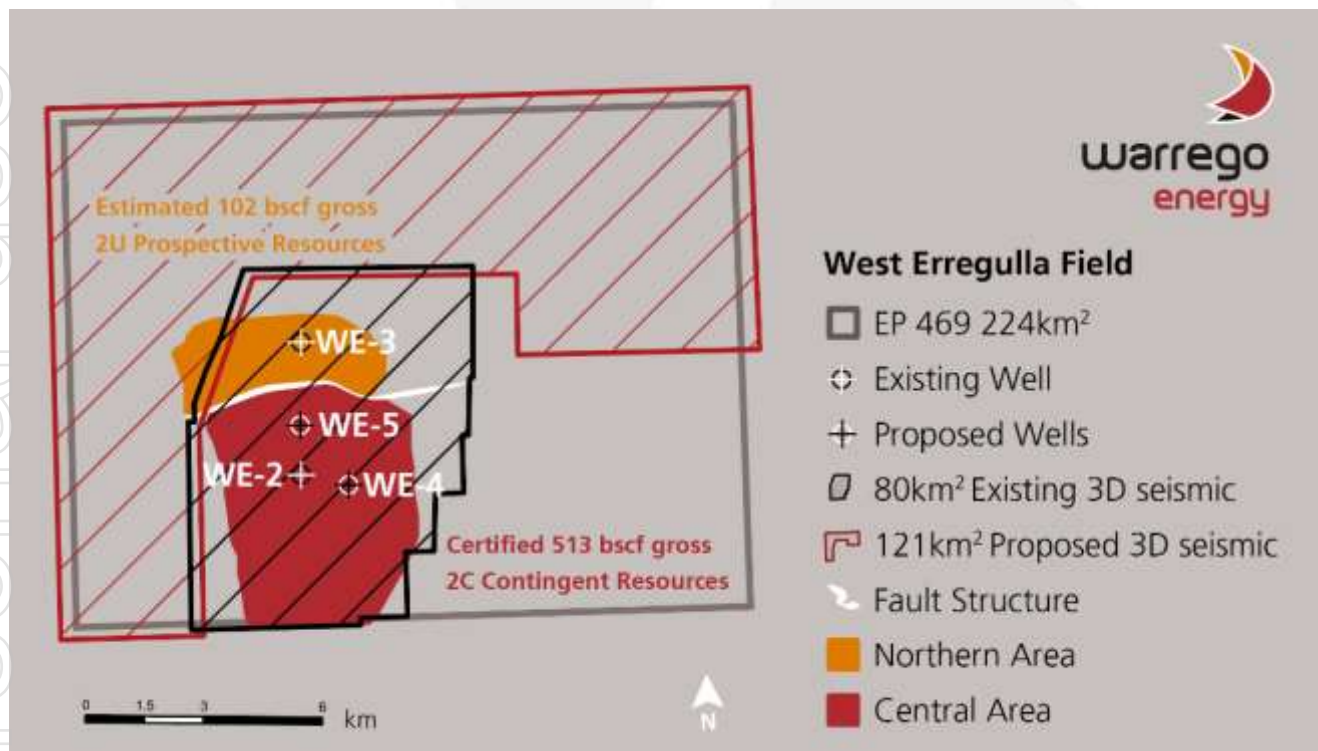 warrego
energy
Estimated 102 bscf gross
2U Prospective Resources
WE-3
WE-5
WE-2
WE-4
Certified 513 bscf gross
2C Contingent Resources
0 1.5 3 6 km
N
West Erregulla Field
EP 469 224km²
Existing Well
Proposed Wells
80km² Existing 3D seismic
121km² Proposed 3D seismic
Fault Structure
Northern Area
Central Area